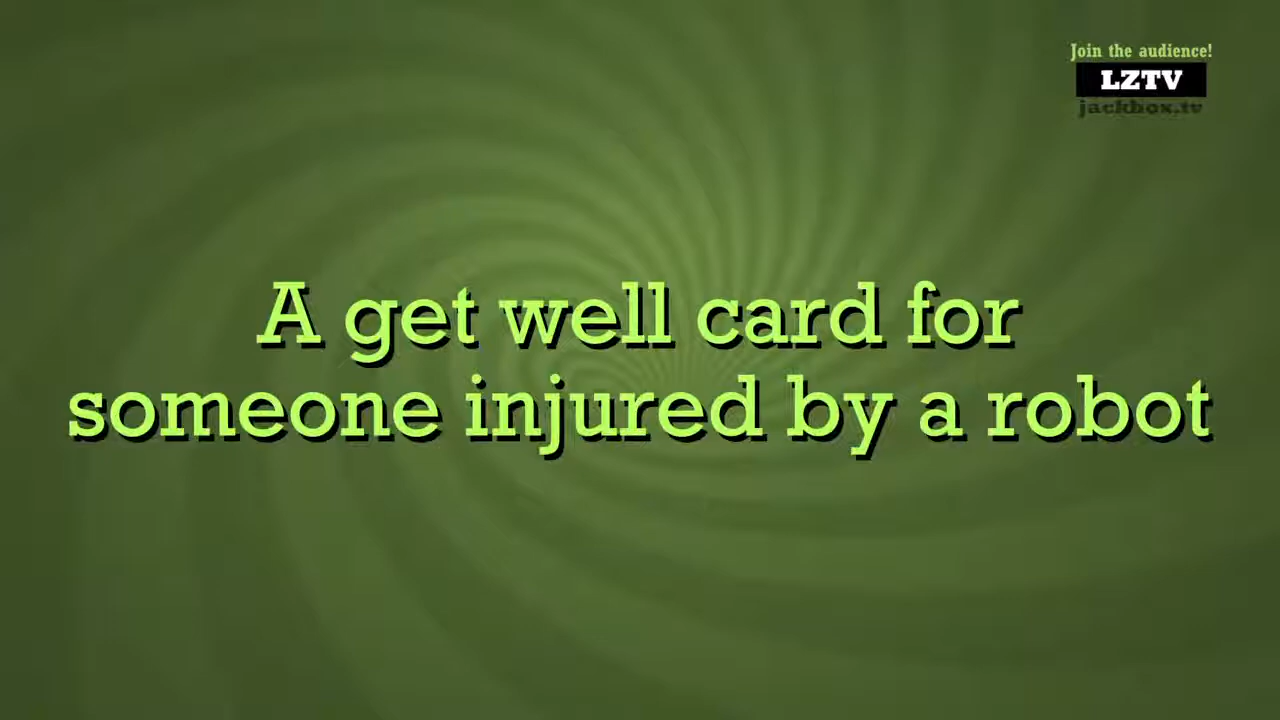 Join the audience!
LZTV
jackbox.tv
A get well card for
someone injured by a robot